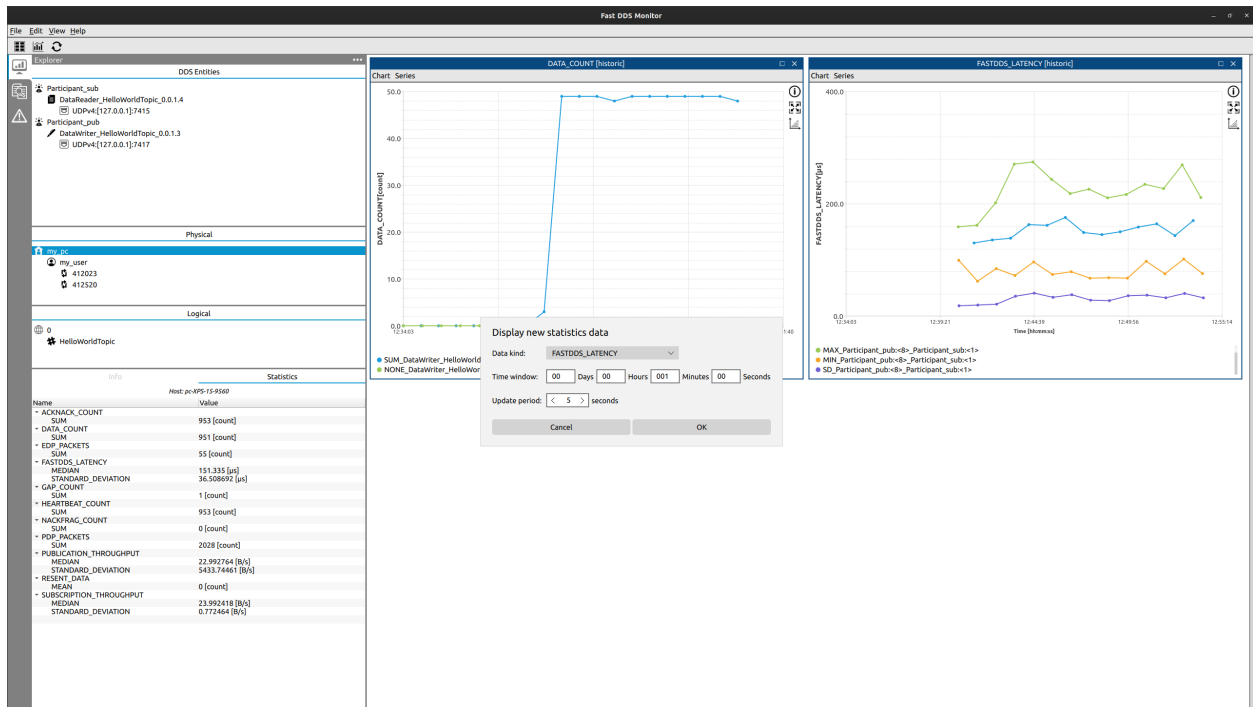 Fast DDS Monitor
File Edit View Help
Explorer
DDS Entities
Participant_sub
DataReader_HelloWorldTopic_0.0.1.4
UDPv4:[127.0.0.1]:7415
Participant_pub
DataWriter_HelloWorldTopic_0.0.1.3
UDPv4:[127.0.0.1]:7417
Physical
my_pc
my_user
412023
412520
Logical
0
HelloWorldTopic
Info Statistics
Host: pc-XPS-15-9560
Name Value
ACKNACK_COUNT
SUM 953 [count]
DATA_COUNT
SUM 951 [count]
EDP_PACKETS
SUM 55 [count]
FASTDDS_LATENCY
MEDIAN 151.335 [μs]
STANDARD_DEVIATION 36.508692 [μs]
GAP_COUNT
SUM 1 [count]
HEARTBEAT_COUNT
SUM 953 [count]
NACKFRAG_COUNT
SUM 0 [count]
PDP_PACKETS
SUM 2028 [count]
PUBLICATION_THROUGHPUT
MEDIAN 22.992764 [B/s]
STANDARD_DEVIATION 5433.74461 [B/s]
RESENT_DATA
MEAN 0 [count]
SUBSCRIPTION_THROUGHPUT
MEDIAN 23.992418 [B/s]
STANDARD_DEVIATION 0.772464 [B/s]
DATA_COUNT [historic]
Chart Series
DATA_COUNT[count]
50.0
40.0
30.0
20.0
10.0
0.0
12:34:03 1:40
SUM_DataWriter_HelloWorld
NONE_DataWriter_HelloWor
FASTDDS_LATENCY [historic]
Chart Series
FASTDDS_LATENCY[μs]
400.0
200.0
0.0
12:34:03 12:39:21 12:44:39 12:49:56 12:55:14
Time [hh:mm:ss]
MAX_Participant_pub:<8>_Participant_sub:<1>
MIN_Participant_pub:<8>_Participant_sub:<1>
SD_Participant_pub:<8>_Participant_sub:<1>
Display new statistics data
Data kind: FASTDDS_LATENCY
Time window: 00 Days 00 Hours 001 Minutes 00 Seconds
Update period: < 5 > seconds
Cancel OK